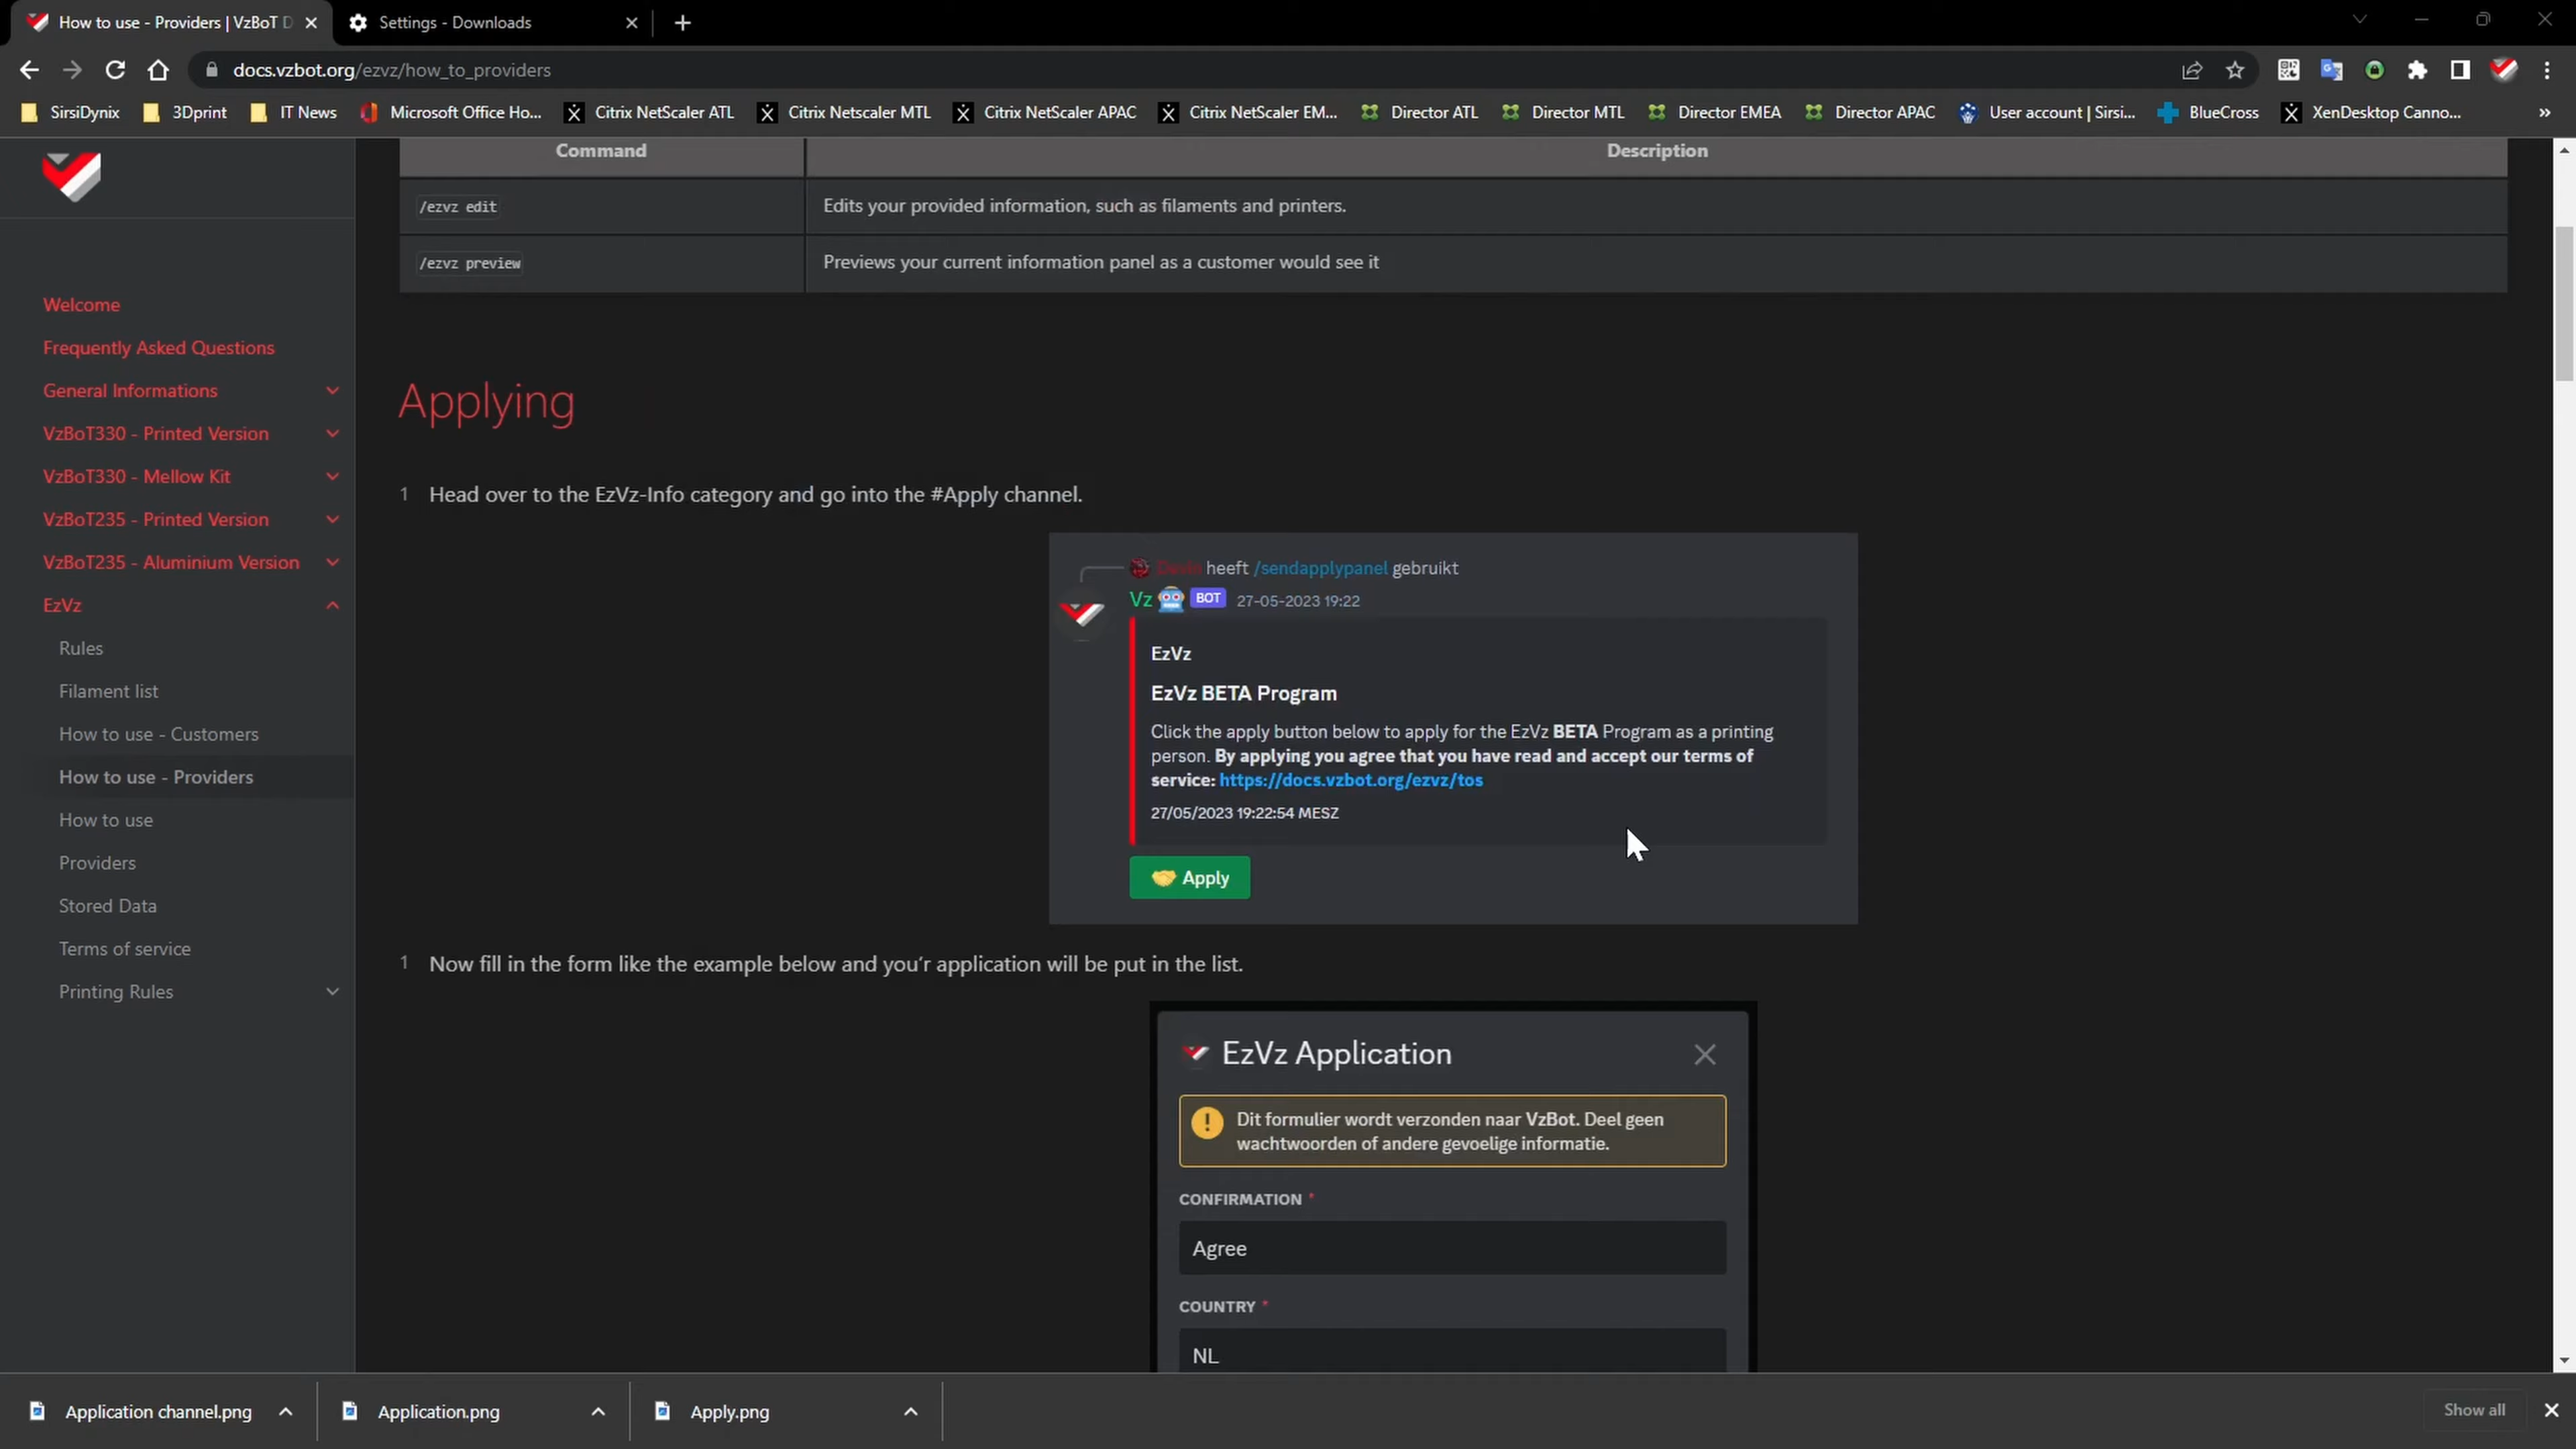 How to use - Providers | VzBoT D
Settings - Downloads
docs.vzbot.org/ezvz/how_to_providers
SirsiDynix
3Dprint
IT News
Microsoft Office Ho...
Citrix NetScaler ATL
Citrix Netscaler MTL
Citrix NetScaler APAC
Citrix NetScaler EM...
Director ATL
Director MTL
Director EMEA
Director APAC
User account | Sirsi...
BlueCross
XenDesktop Canno...
»
Command
Description
/ezvz edit
Edits your provided information, such as filaments and printers.
/ezvz preview
Previews your current information panel as a customer would see it
Welcome
Frequently Asked Questions
General Informations
VzBoT330 - Printed Version
VzBoT330 - Mellow Kit
VzBoT235 - Printed Version
VzBoT235 - Aluminium Version
EzVz
Rules
Filament list
How to use - Customers
How to use - Providers
How to use
Providers
Stored Data
Terms of service
Printing Rules
Applying
1 Head over to the EzVz-Info category and go into the #Apply channel.
Devin heeft /sendapplypanel gebruikt
Vz BOT 27-05-2023 19:22
EzVz
EzVz BETA Program
Click the apply button below to apply for the EzVz BETA Program as a printing
person. By applying you agree that you have read and accept our terms of
service: https://docs.vzbot.org/ezvz/tos
27/05/2023 19:22:54 MESZ
Apply
1 Now fill in the form like the example below and you'r application will be put in the list.
EzVz Application
Dit formulier wordt verzonden naar VzBot. Deel geen
wachtwoorden of andere gevoelige informatie.
CONFIRMATION *
Agree
COUNTRY *
NL
Application channel.png
Application.png
Apply.png
Show all